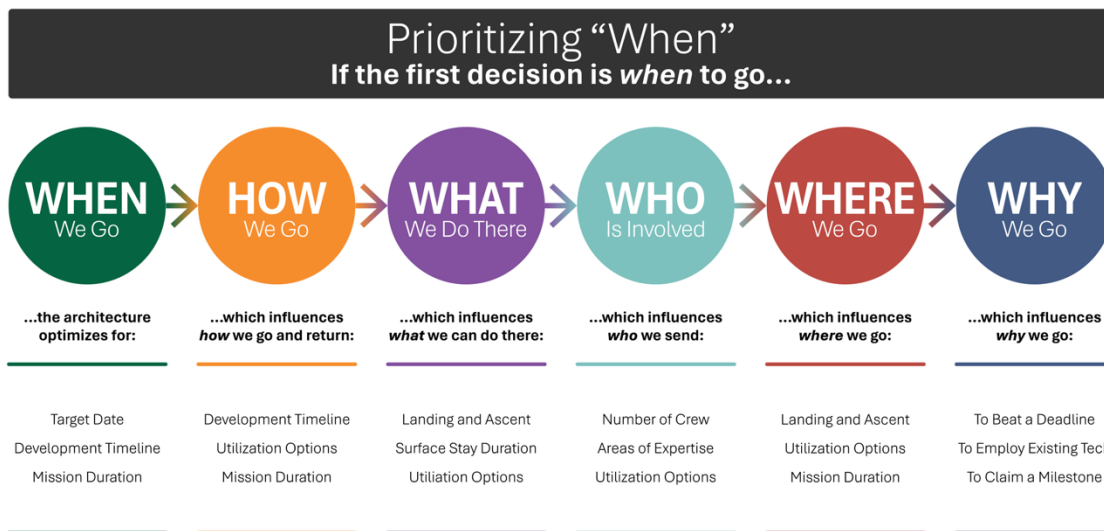 Prioritizing “When”
If the first decision is when to go...
WHEN
We Go
HOW
We Go
WHAT
We Do There
WHO
Is Involved
WHERE
We Go
WHY
We Go
...the architecture
optimizes for:
...which influences
how we go and return:
...which influences
what we can do there:
...which influences
who we send:
...which influences
where we go:
...which influences
why we go:
Target Date
Development Timeline
Mission Duration
Development Timeline
Utilization Options
Mission Duration
Landing and Ascent
Surface Stay Duration
Utiliation Options
Number of Crew
Areas of Expertise
Utilization Options
Landing and Ascent
Utilization Options
Mission Duration
To Beat a Deadline
To Employ Existing Tech
To Claim a Milestone